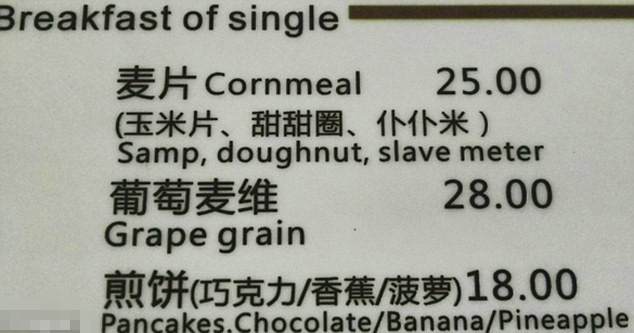 Breakfast of single
麦片 Cornmeal 25.00
(玉米片、甜甜圈、仆仆米)
Samp, doughnut, slave meter
葡萄麦维 28.00
Grape grain
煎饼(巧克力/香蕉/菠萝)18.00
Pancakes,Chocolate/Banana/Pineapple